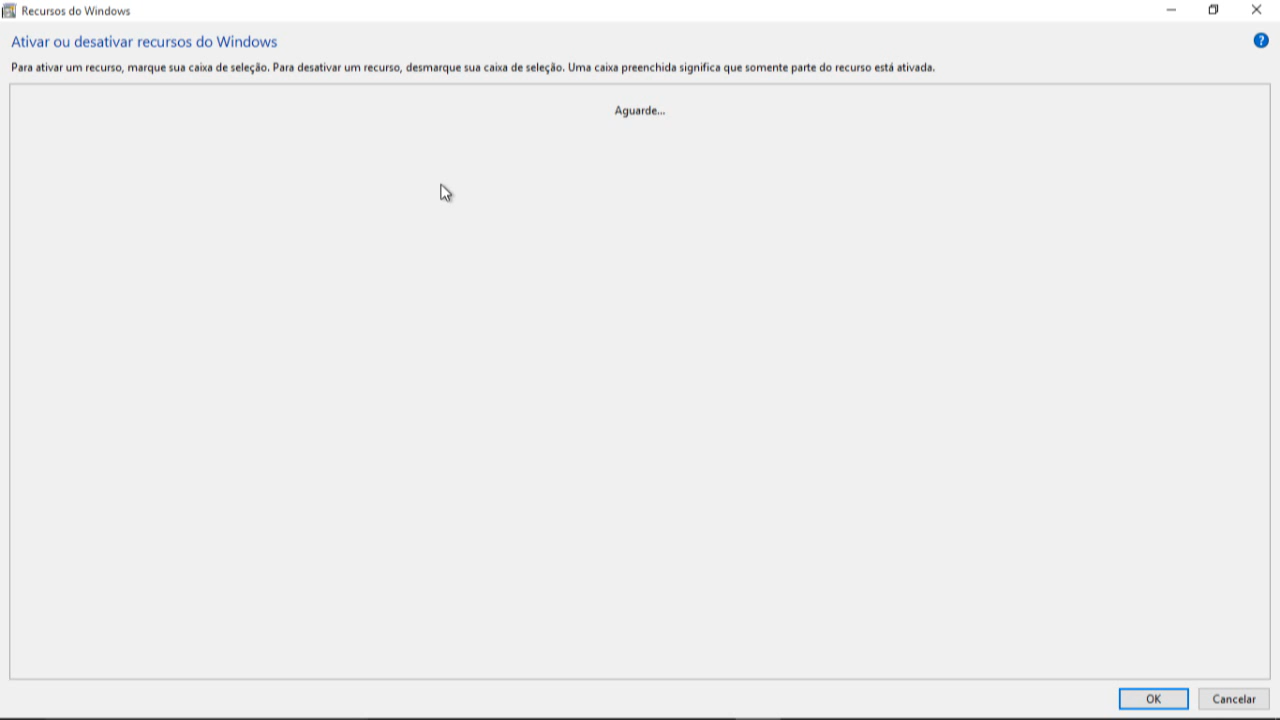 Recursos do Windows
Ativar ou desativar recursos do Windows
?
Para ativar um recurso, marque sua caixa de seleção. Para desativar um recurso, desmarque sua caixa de seleção. Uma caixa preenchida significa que somente parte do recurso está ativada.
Aguarde...
OK
Cancelar